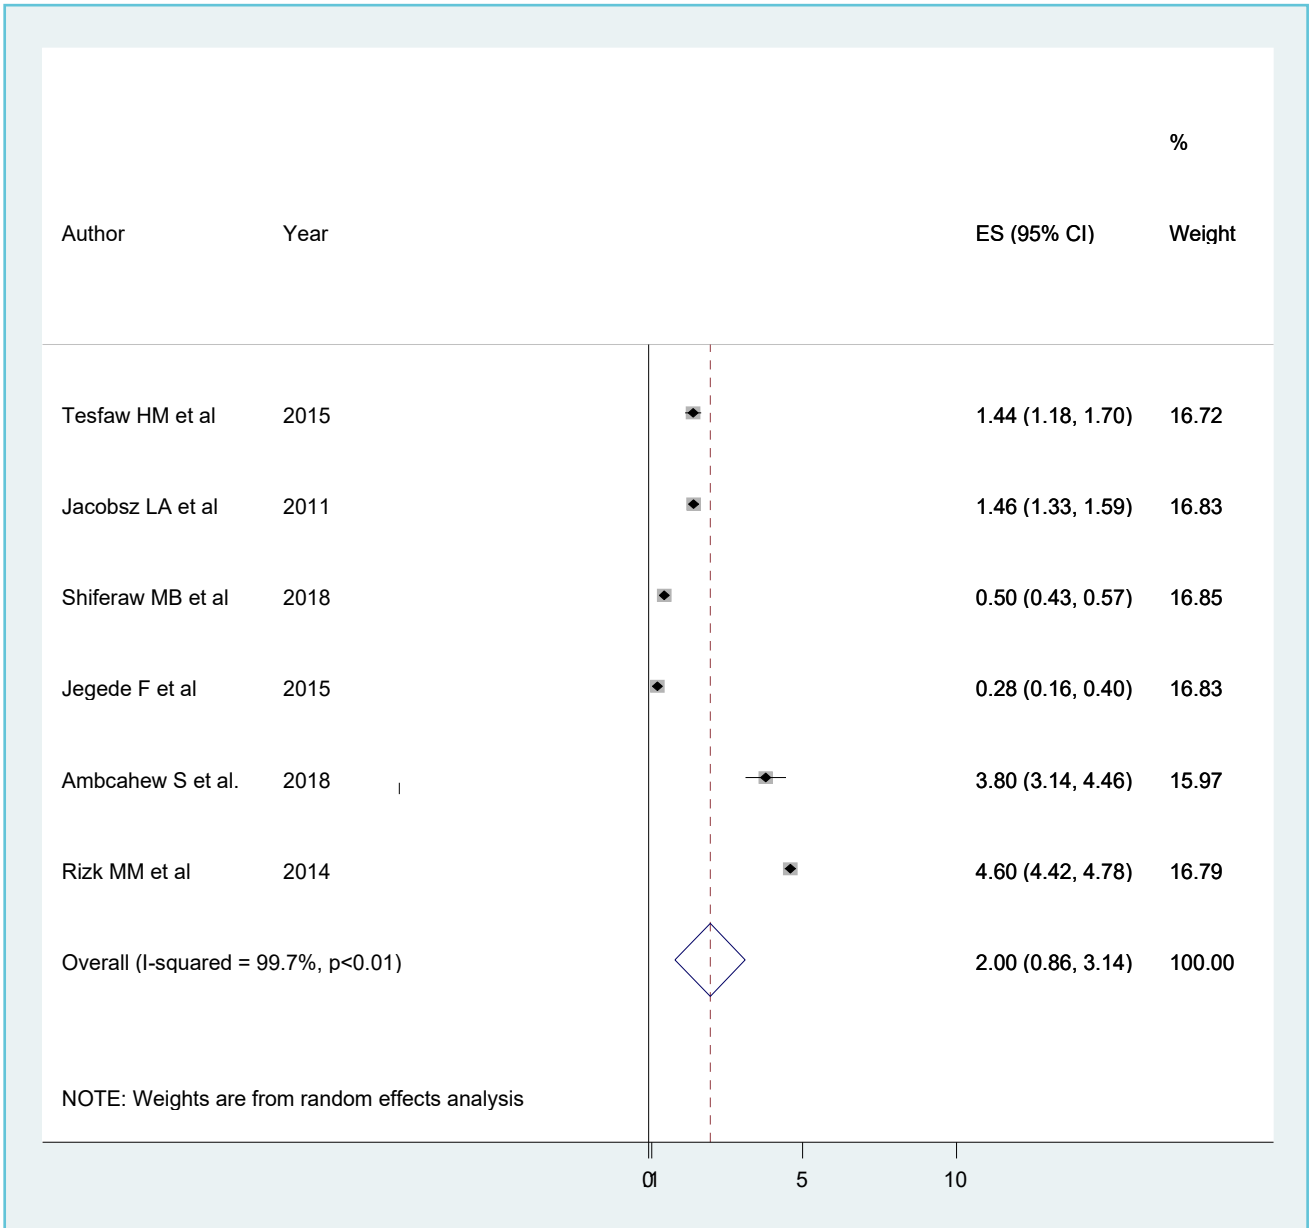 %
Author Year ES (95% CI) Weight
Tesfaw HM et al 2015 1.44 (1.18, 1.70) 16.72
Jacobsz LA et al 2011 1.46 (1.33, 1.59) 16.83
Shiferaw MB et al 2018 0.50 (0.43, 0.57) 16.85
Jegede F et al 2015 0.28 (0.16, 0.40) 16.83
Ambcahew S et al. 2018 3.80 (3.14, 4.46) 15.97
Rizk MM et al 2014 4.60 (4.42, 4.78) 16.79
Overall (I-squared = 99.7%, p<0.01) 2.00 (0.86, 3.14) 100.00
NOTE: Weights are from random effects analysis
0 5 10